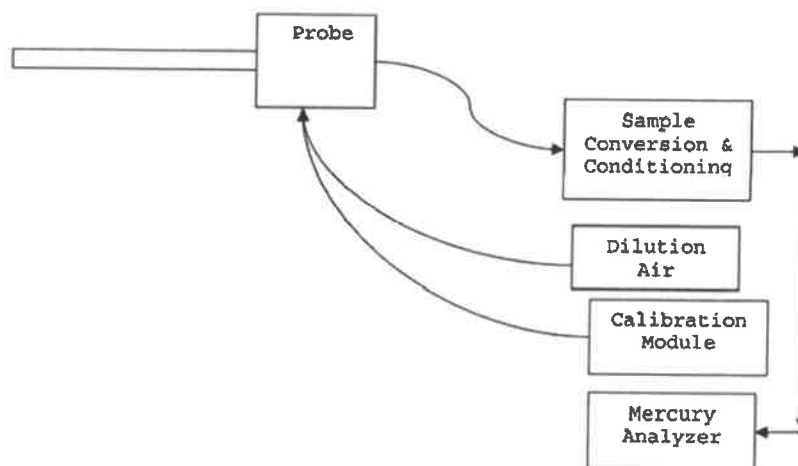 Probe
Sample
Conversion &
Conditioning
Dilution
Air
Calibration
Module
Mercury
Analyzer